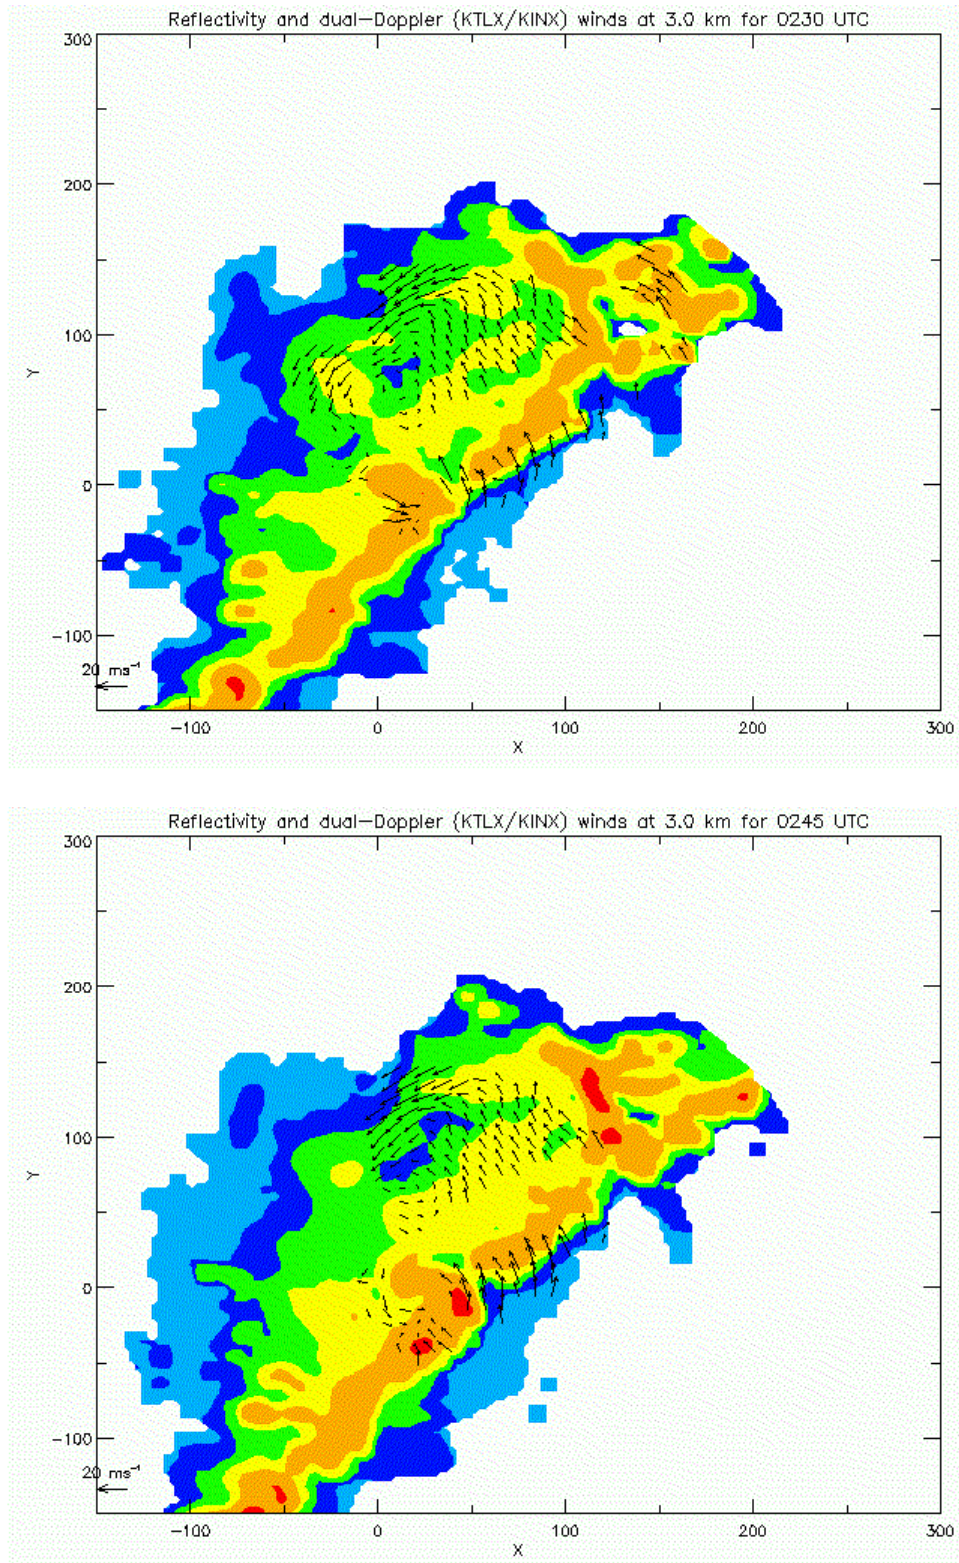 Reflectivity and dual-Doppler (KTLX/KINX) winds at 3.0 km for 0230 UTC
300
200
100
Y
0
-100
20 ms⁻¹
-100 0 100 200 300
X
Reflectivity and dual-Doppler (KTLX/KINX) winds at 3.0 km for 0245 UTC
300
200
100
Y
0
-100
20 ms⁻¹
-100 0 100 200 300
X